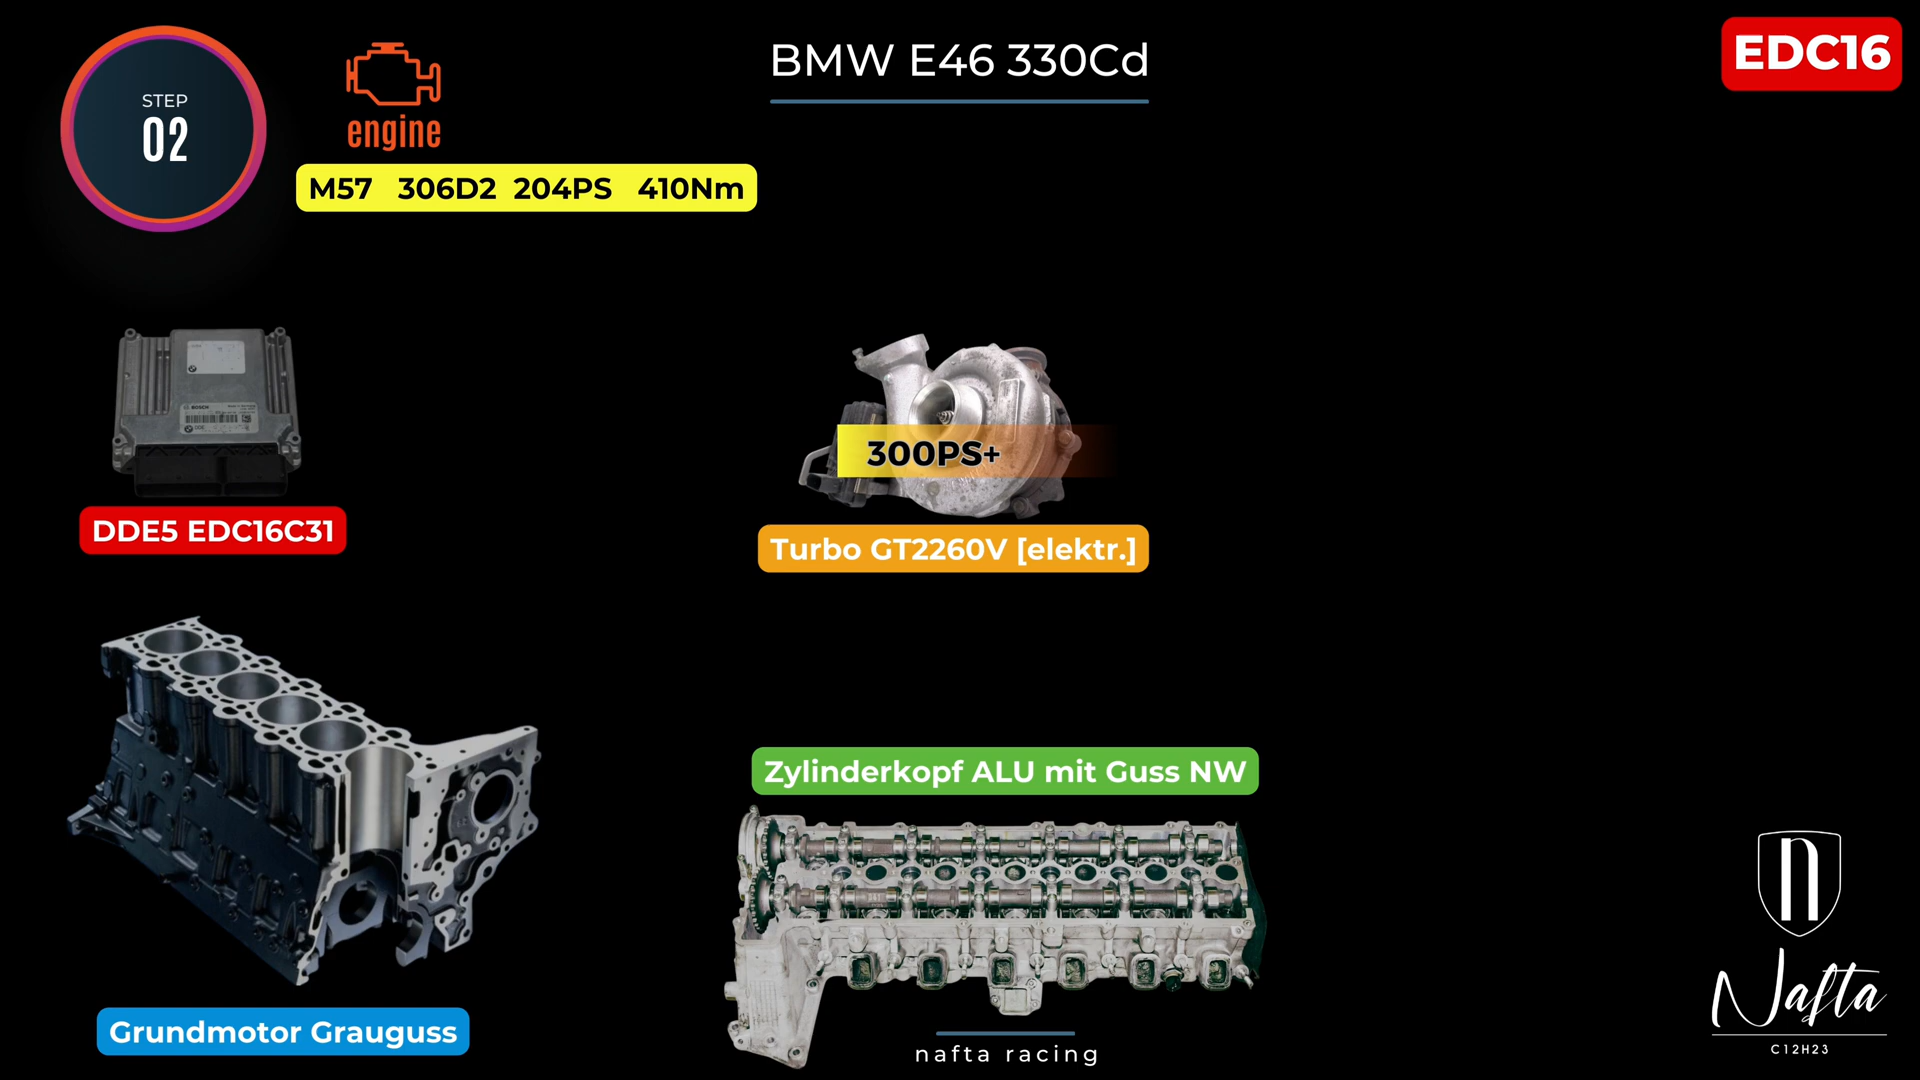 STEP
02
engine
BMW E46 330Cd
EDC16
M57 306D2 204PS 410Nm
300PS+
DDE5 EDC16C31
Turbo GT2260V [elektr.]
Zylinderkopf ALU mit Guss NW
Grundmotor Grauguss
nafta racing
n
Nafta
C12H23
BOSCH